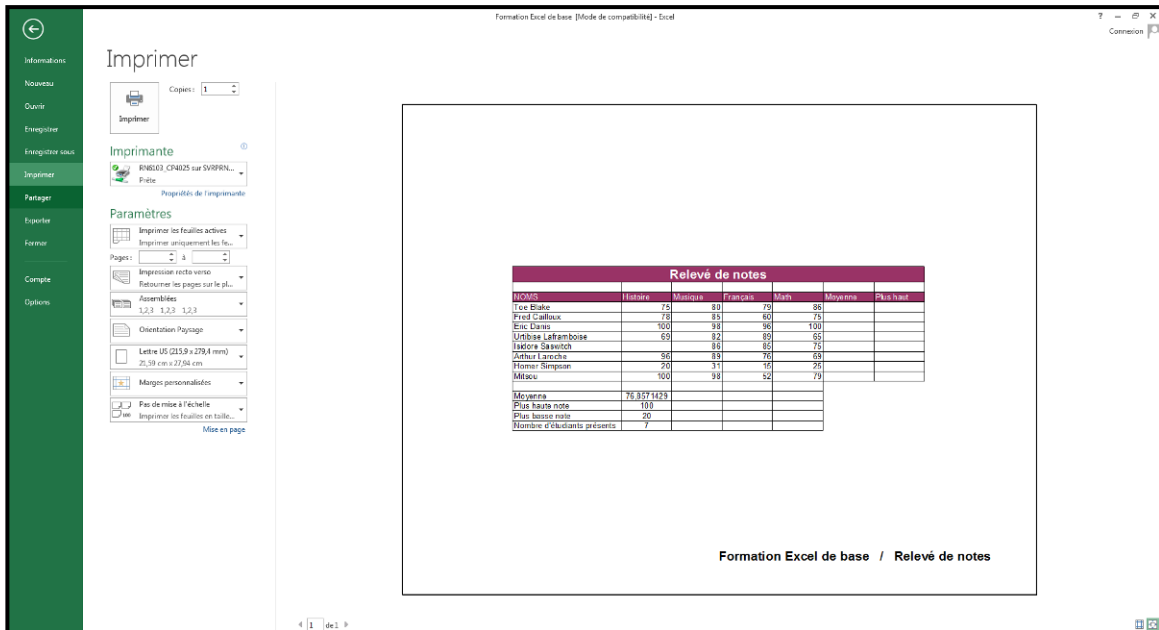 Formation Excel de base [Mode de compatibilité] - Excel
? – ✕
Connexion
Informations
Nouveau
Ouvrir
Enregistrer
Enregistrer sous
Imprimer
Partager
Exporter
Fermer
Compte
Options
Imprimer
Copies : 1
Imprimer
Imprimante
RN6103_CP4025 sur SVRPRN...
Prête
Propriétés de l'imprimante
Paramètres
Imprimer les feuilles actives
Imprimer uniquement les fe...
Pages : à
Impression recto verso
Retourner les pages sur le pl...
Assemblées
1,2,3 1,2,3 1,2,3
Orientation Paysage
Lettre US (215,9 x 279,4 mm)
21,59 cm x 27,94 cm
Marges personnalisées
Pas de mise à l'échelle
Imprimer les feuilles en taille...
Mise en page
Relevé de notes
NOMS Histoire Musique Français Math Moyenne Plus haut
Toe Blake 75 80 79 86
Fred Cailloux 78 85 60 75
Eric Danis 100 98 96 100
Urtibise Laframboise 69 82 89 65
Isidore Saswitch 86 85 75
Arthur Laroche 96 89 76 69
Homer Simpson 20 31 15 25
Mitsou 100 98 52 79
Moyenne 76,8571429
Plus haute note 100
Plus basse note 20
Nombre d'étudiants présents 7
Formation Excel de base / Relevé de notes
1 de 1